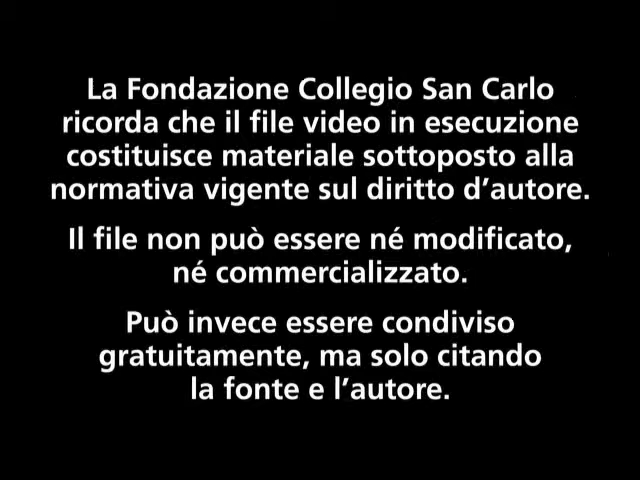 La Fondazione Collegio San Carlo
ricorda che il file video in esecuzione
costituisce materiale sottoposto alla
normativa vigente sul diritto d'autore.
Il file non può essere né modificato,
né commercializzato.
Può invece essere condiviso
gratuitamente, ma solo citando
la fonte e l'autore.